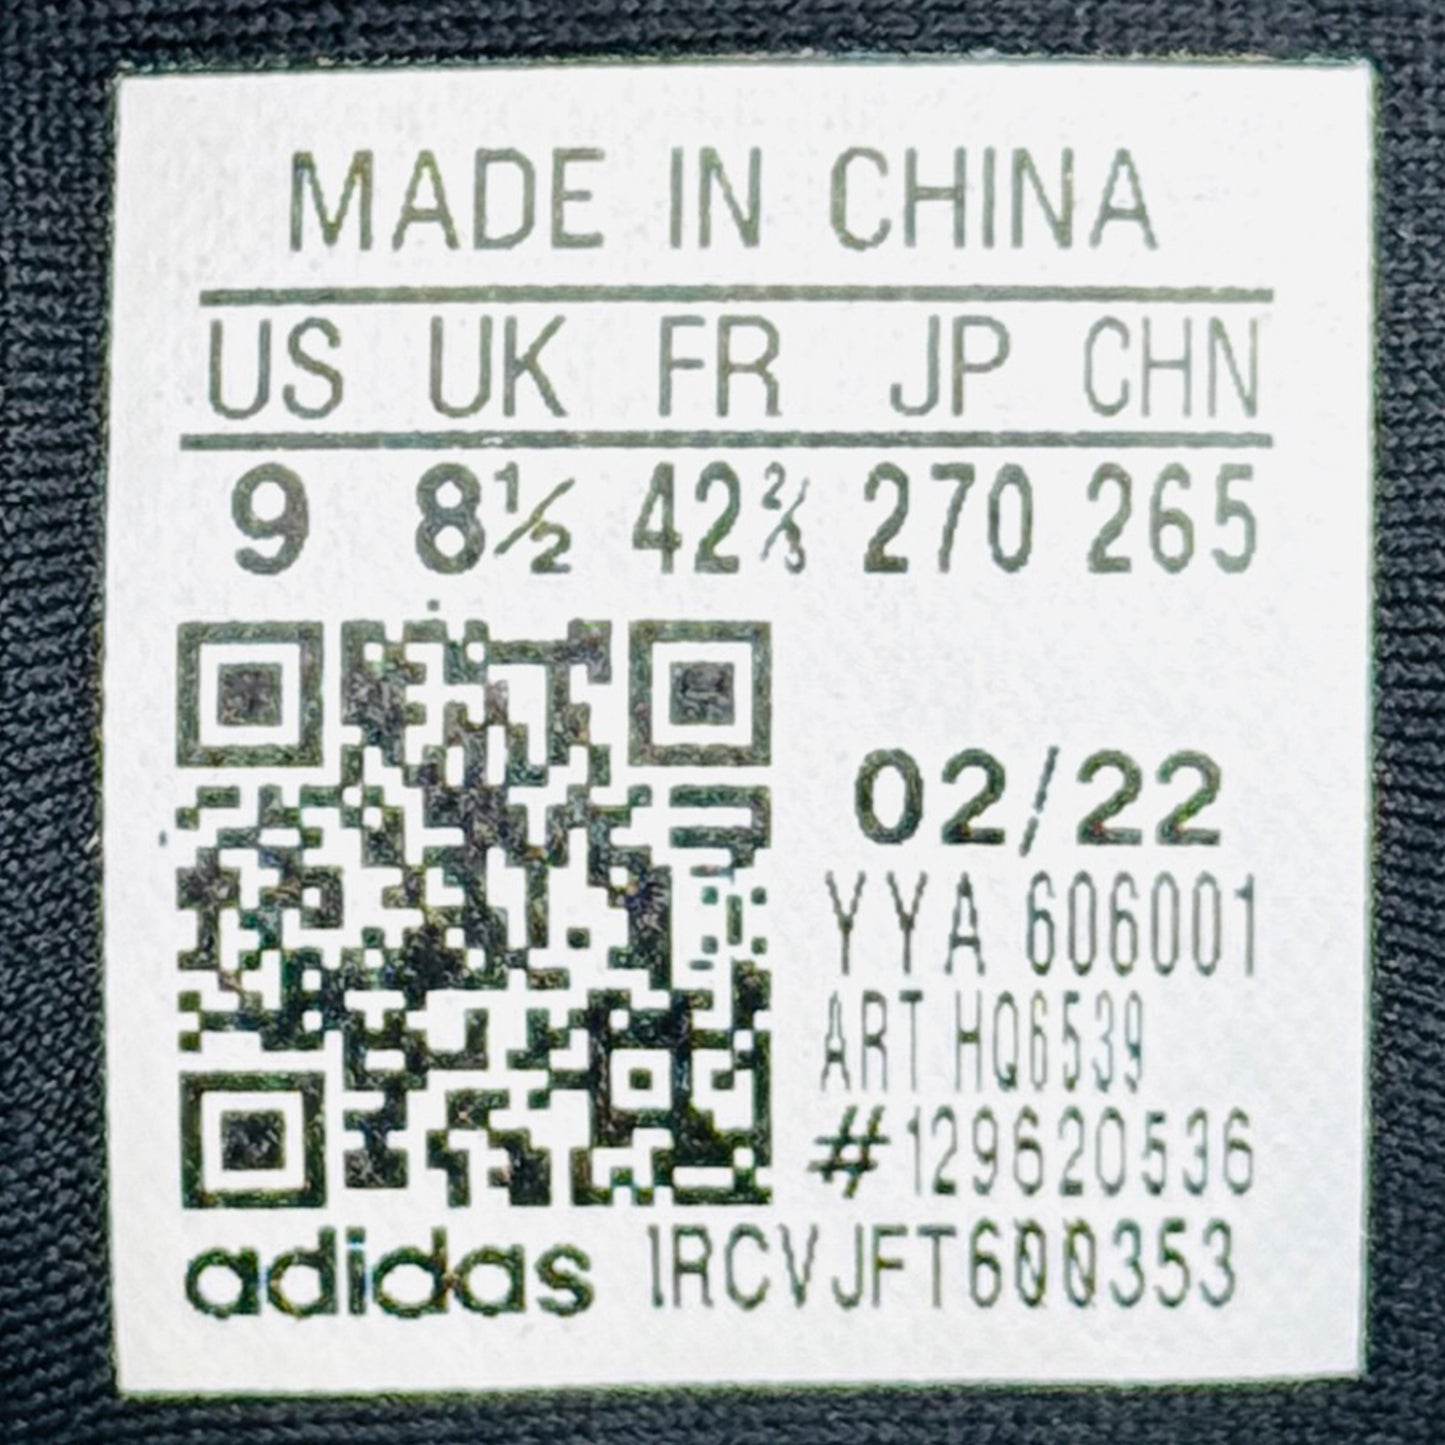 MADE IN CHINA
US UK FR JP CHN
9 8½ 42⅔ 270 265
02/22
YYA 606001
ART HQ6539
#129620536
adidas 1RCVJFT600353